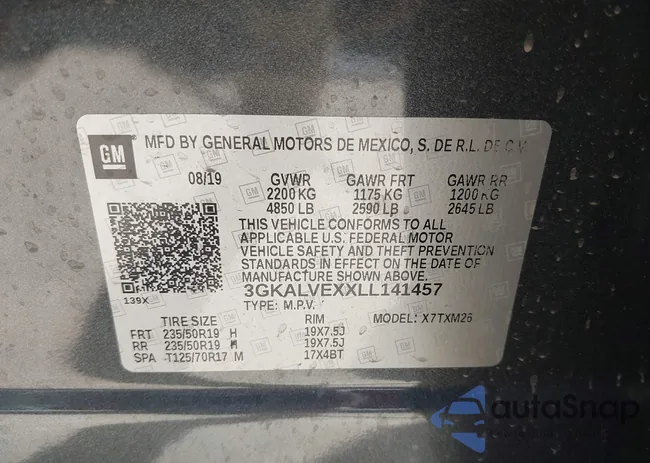 GM
MFD BY GENERAL MOTORS DE MEXICO, S. DE R.L. DE C.V.
08/19 GVWR GAWR FRT GAWR RR
2200 KG 1175 KG 1200 KG
4850 LB 2590 LB 2645 LB
THIS VEHICLE CONFORMS TO ALL
APPLICABLE U.S. FEDERAL MOTOR
VEHICLE SAFETY AND THEFT PREVENTION
STANDARDS IN EFFECT ON THE DATE OF
MANUFACTURE SHOWN ABOVE.
139X
3GKALVEXXLL141457
TYPE: M.P.V. MODEL: X7TXM26
TIRE SIZE RIM
FRT 235/50R19 H 19X7.5J
RR 235/50R19 H 19X7.5J
SPA T125/70R17 M 17X4BT
autoSnap